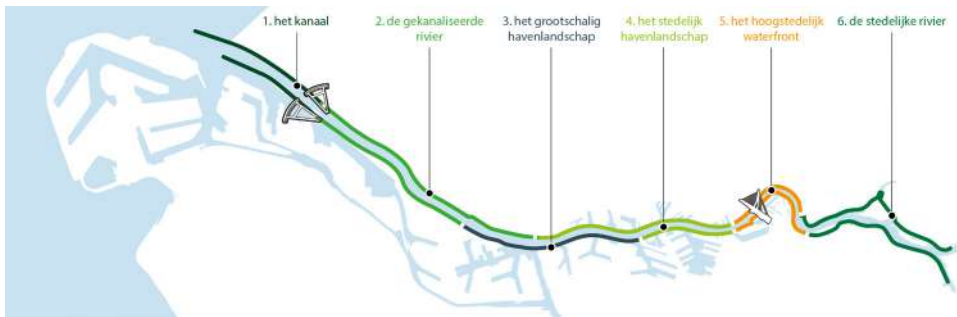 1. het kanaal
2. de gekanaliseerde
rivier
3. het grootschalig
havenlandschap
4. het stedelijk
havenlandschap
5. het hoogstedelijk
waterfront
6. de stedelijke rivier